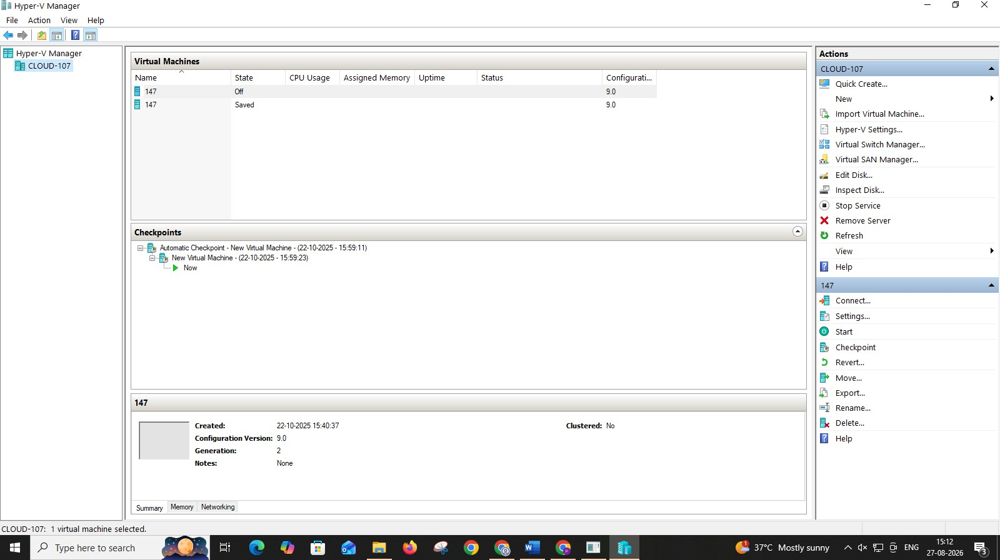 Hyper-V Manager
File Action View Help
Hyper-V Manager
CLOUD-107
Virtual Machines
Name State CPU Usage Assigned Memory Uptime Status Configurati...
147 Off 9.0
147 Saved 9.0
Checkpoints
Automatic Checkpoint - New Virtual Machine - (22-10-2025 - 15:59:11)
New Virtual Machine - (22-10-2025 - 15:59:23)
Now
147
Created: 22-10-2025 15:40:37 Clustered: No
Configuration Version: 9.0
Generation: 2
Notes: None
Summary Memory Networking
Actions
CLOUD-107
Quick Create...
New
Import Virtual Machine...
Hyper-V Settings...
Virtual Switch Manager...
Virtual SAN Manager...
Edit Disk...
Inspect Disk...
Stop Service
Remove Server
Refresh
View
Help
147
Connect...
Settings...
Start
Checkpoint
Revert...
Move...
Export...
Rename...
Delete...
Help
CLOUD-107: 1 virtual machine selected.
Type here to search
37°C Mostly sunny
ENG
15:12
27-08-2026
3